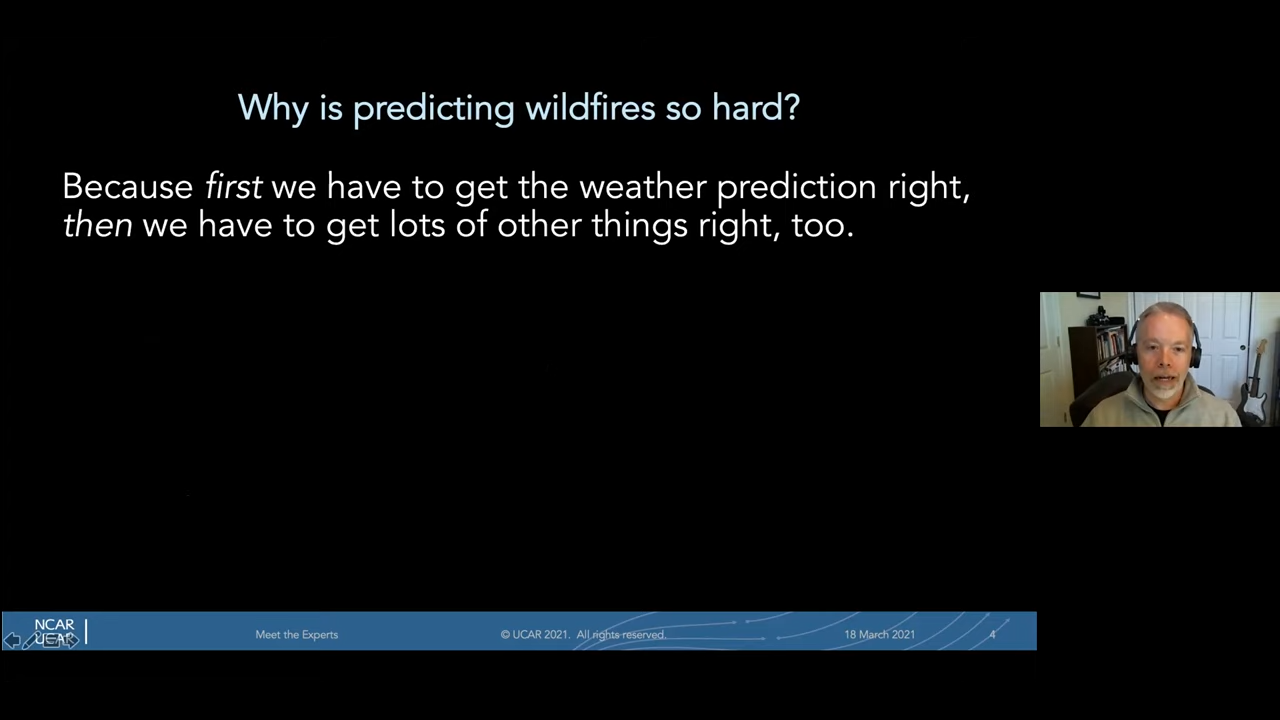 Why is predicting wildfires so hard?
Because first we have to get the weather prediction right,
then we have to get lots of other things right, too.
NCAR
UCAR
Meet the Experts
© UCAR 2021. All rights reserved.
18 March 2021
4